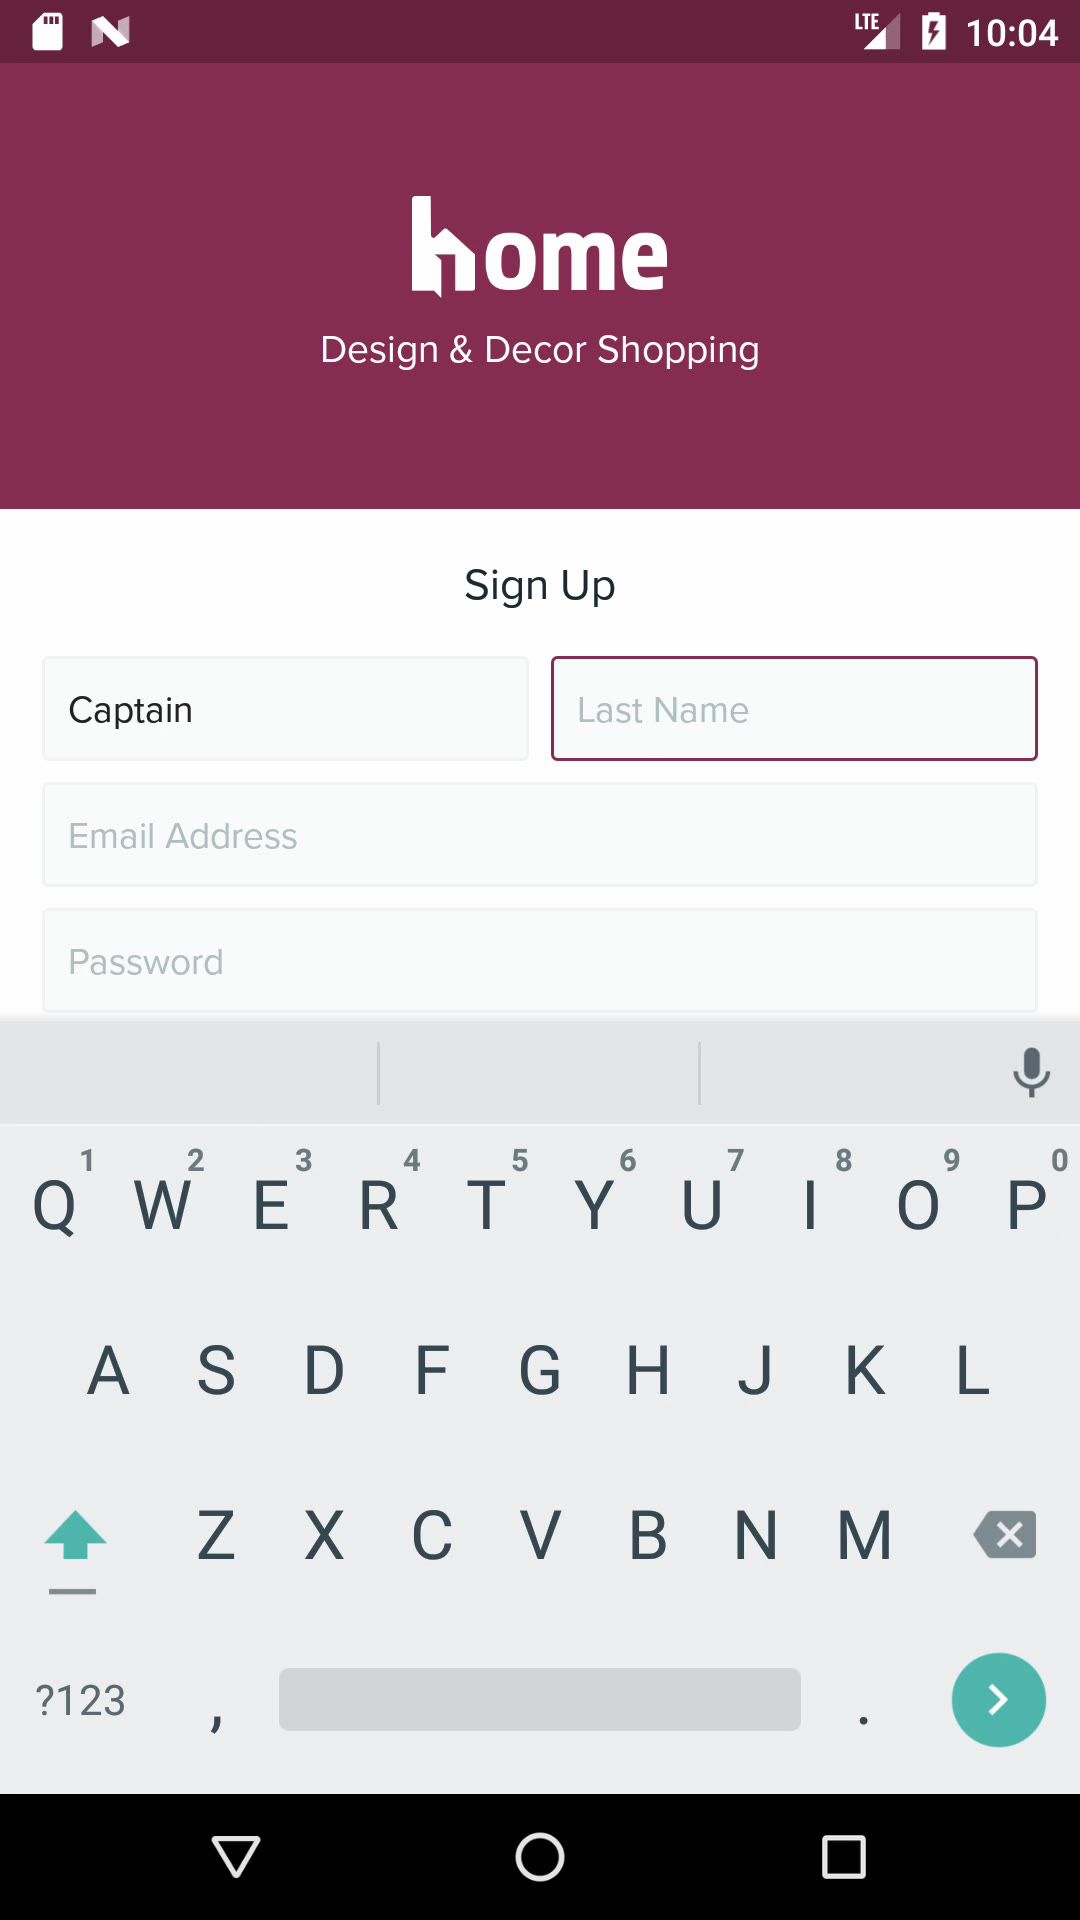 LTE 10:04
home
Design & Decor Shopping
Sign Up
Captain Last Name
Email Address
Password
1 2 3 4 5 6 7 8 9 0
Q W E R T Y U I O P
A S D F G H J K L
Z X C V B N M
?123 , .